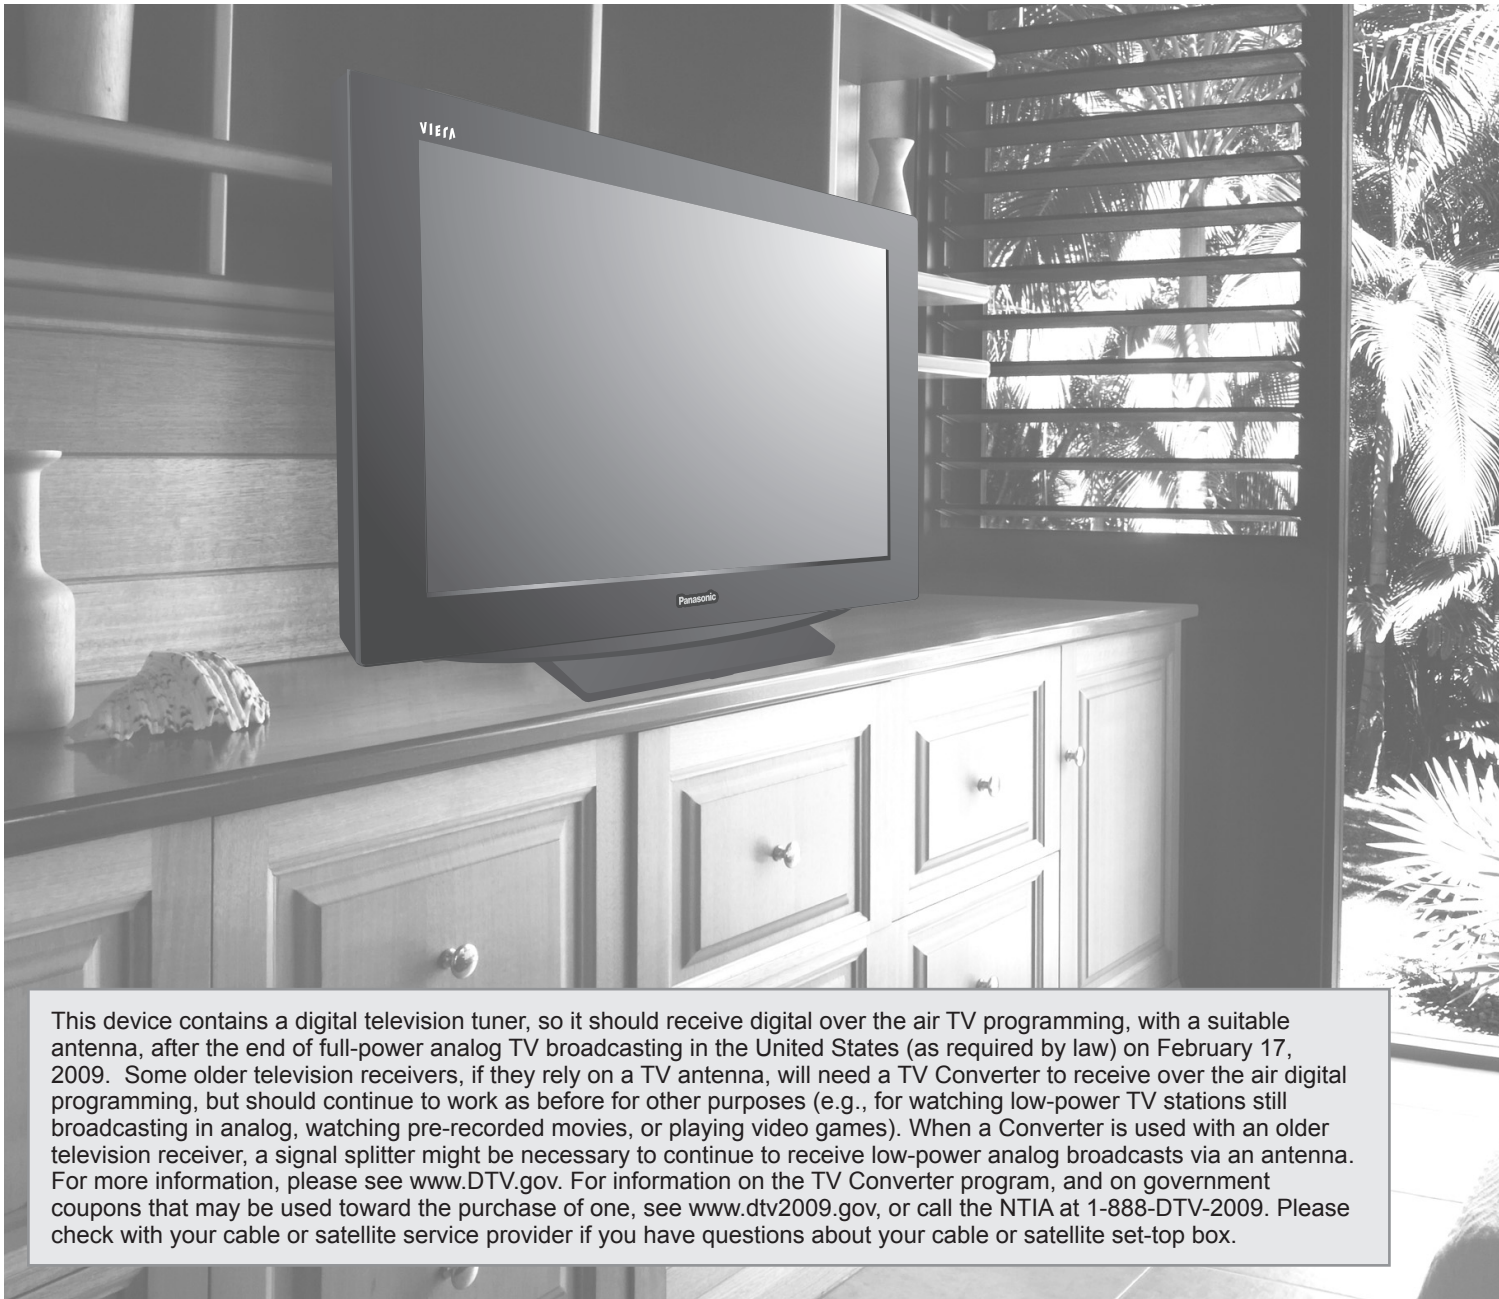 VIErA
Panasonic
This device contains a digital television tuner, so it should receive digital over the air TV programming, with a suitable
antenna, after the end of full-power analog TV broadcasting in the United States (as required by law) on February 17,
2009.  Some older television receivers, if they rely on a TV antenna, will need a TV Converter to receive over the air digital
programming, but should continue to work as before for other purposes (e.g., for watching low-power TV stations still
broadcasting in analog, watching pre-recorded movies, or playing video games). When a Converter is used with an older
television receiver, a signal splitter might be necessary to continue to receive low-power analog broadcasts via an antenna.
For more information, please see www.DTV.gov. For information on the TV Converter program, and on government
coupons that may be used toward the purchase of one, see www.dtv2009.gov, or call the NTIA at 1-888-DTV-2009. Please
check with your cable or satellite service provider if you have questions about your cable or satellite set-top box.